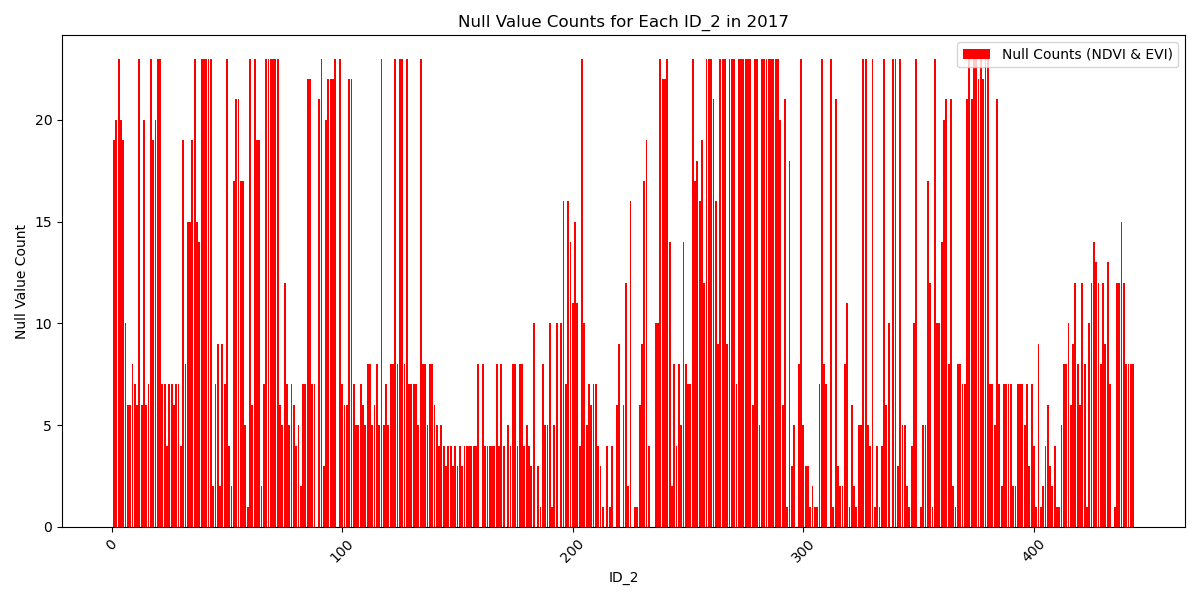 Null Value Counts for Each ID_2 in 2017
Null Counts (NDVI & EVI)
Null Value Count
20
15
10
5
0
0
100
200
300
400
ID_2